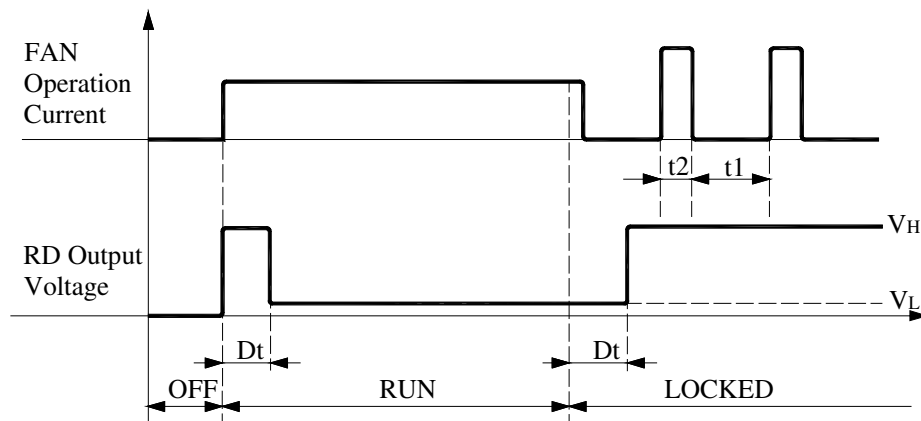 FAN
Operation
Current
t2
t1
VH
RD Output
Voltage
VL
Dt
Dt
OFF
RUN
LOCKED